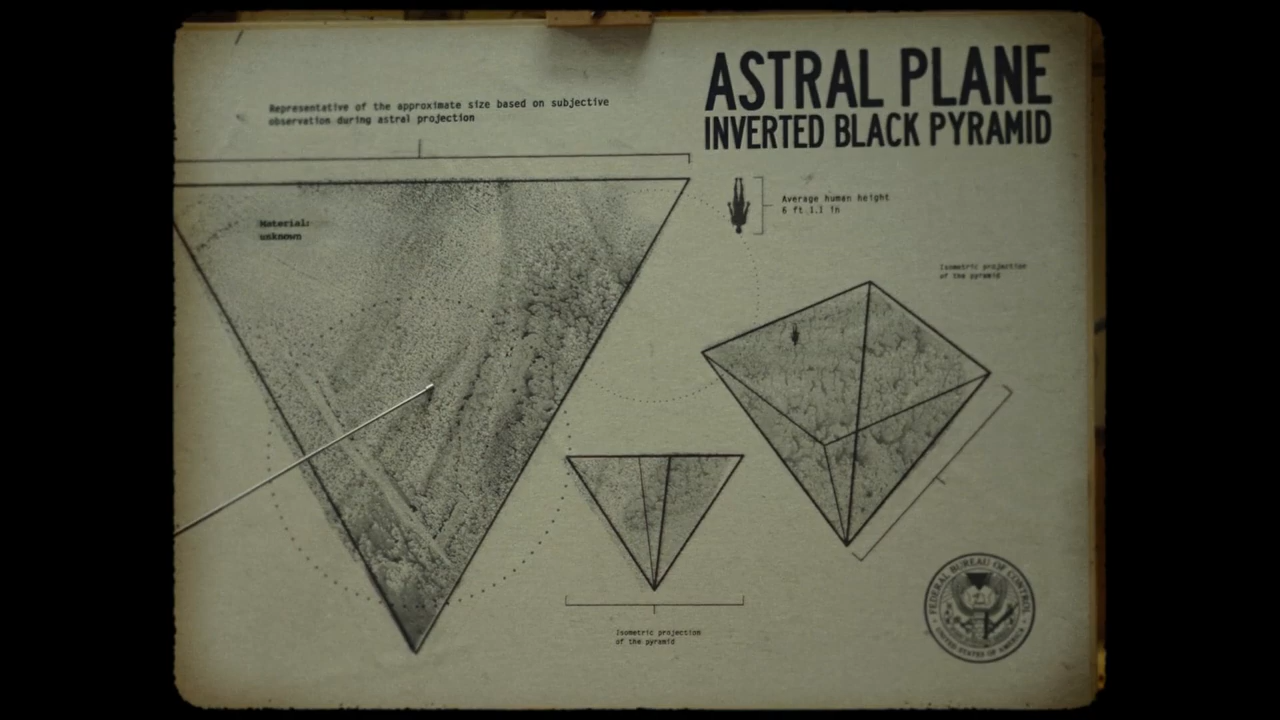 ASTRAL PLANE
INVERTED BLACK PYRAMID
Representative of the approximate size based on subjective
observation during astral projection
Material:
unknown
Average human height
6 ft 1.1 in
Isometric projection
of the pyramid
Isometric projection
of the pyramid
FEDERAL BUREAU OF CONTROL
UNITED STATES OF AMERICA